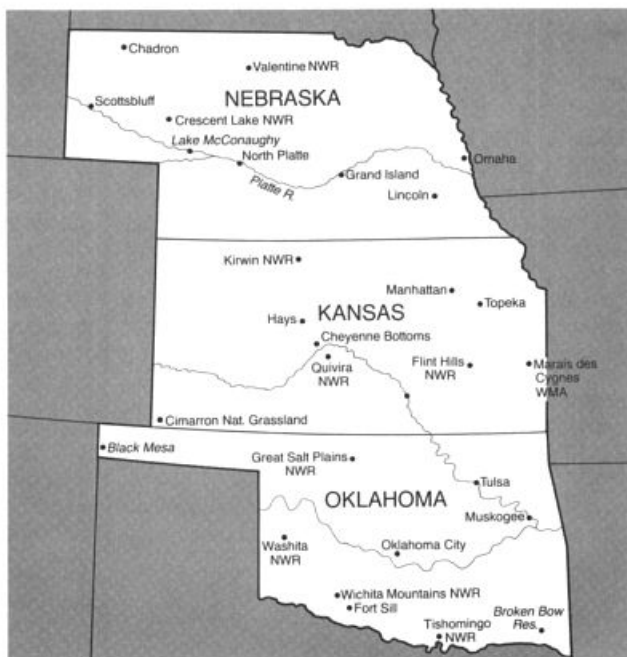 Chadron
Valentine NWR
NEBRASKA
Scottsbluff
Crescent Lake NWR
Lake McConaughy
North Platte
Omaha
Platte R.
Grand Island
Lincoln
Kirwin NWR
Manhattan
Topeka
KANSAS
Hays
Cheyenne Bottoms
Quivira
NWR
Flint Hills
NWR
Marais des
Cygnes
WMA
Cimarron Nat. Grassland
Black Mesa
Great Salt Plains
NWR
Tulsa
OKLAHOMA
Muskogee
Washita
NWR
Oklahoma City
Wichita Mountains NWR
Fort Sill
Broken Bow
Res.
Tishomingo
NWR